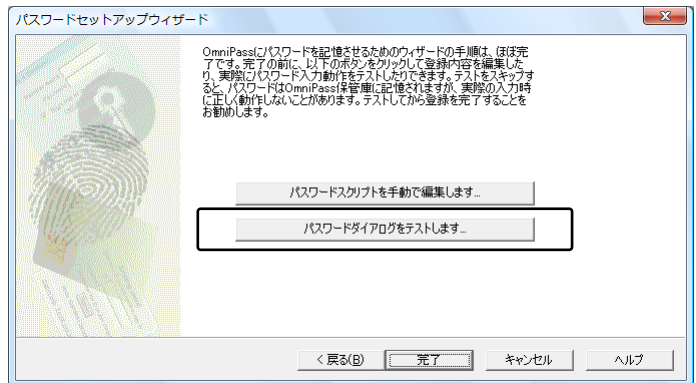 パスワードセットアップウィザード
OmniPassにパスワードを記憶させるためのウィザードの手順は、ほぼ完
了です。完了の前に、以下のボタンをクリックして登録内容を編集した
り、実際にパスワード入力動作をテストしたりできます。テストをスキップす
ると、パスワードはOmniPass保管庫に記憶されますが、実際の入力時
に正しく動作しないことがあります。テストしてから登録を完了することを
お勧めします。
パスワードスクリプトを手動で編集します...
パスワードダイアログをテストします...
< 戻る(B)
完了
キャンセル
ヘルプ